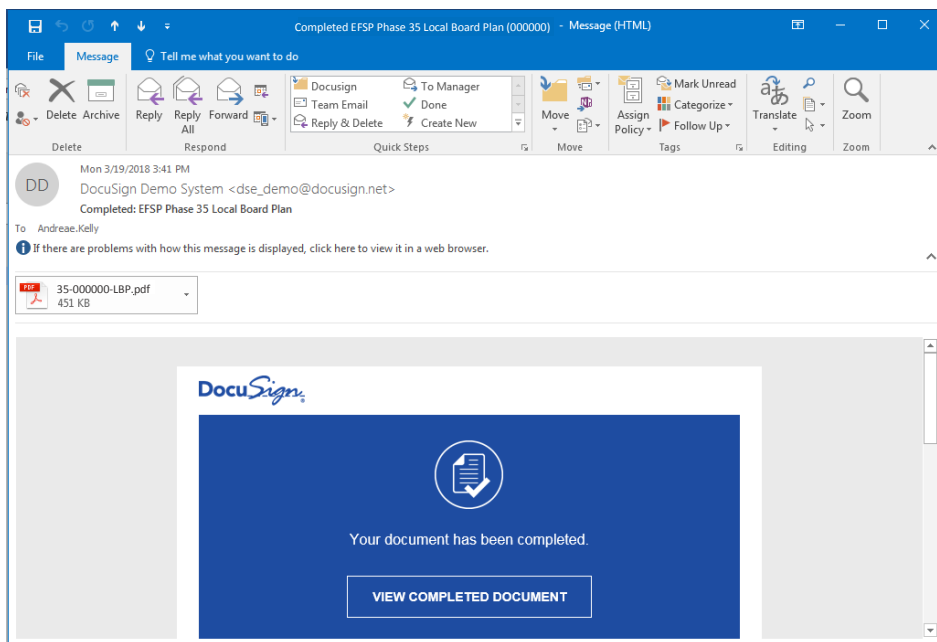 Completed EFSP Phase 35 Local Board Plan (000000) - Message (HTML)
File Message Tell me what you want to do
Delete Archive Reply Reply All Forward
Docusign To Manager
Team Email Done
Reply & Delete Create New
Move
Assign Policy
Mark Unread
Categorize
Follow Up
Translate
Zoom
Delete Respond Quick Steps Move Tags Editing Zoom
DD
Mon 3/19/2018 3:41 PM
DocuSign Demo System <dse_demo@docusign.net>
Completed: EFSP Phase 35 Local Board Plan
To Andreae.Kelly
If there are problems with how this message is displayed, click here to view it in a web browser.
PDF
35-000000-LBP.pdf
451 KB
DocuSign
Your document has been completed.
VIEW COMPLETED DOCUMENT